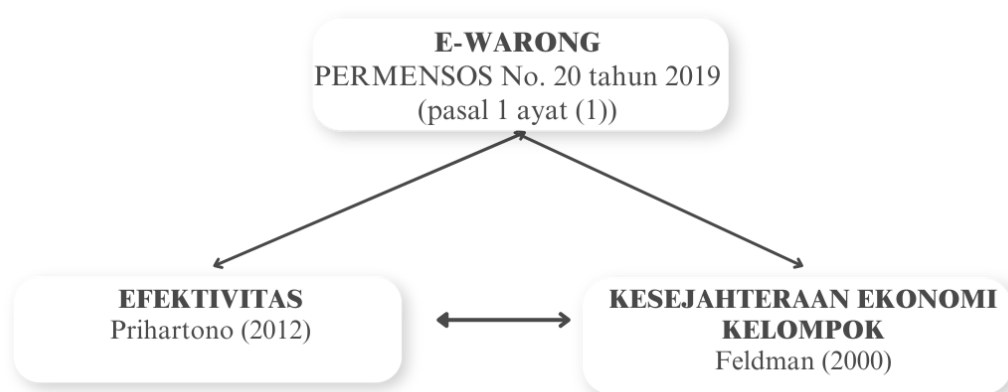 E-WARONG
PERMENSOS No. 20 tahun 2019
(pasal 1 ayat (1))
EFEKTIVITAS
Prihartono (2012)
KESEJAHTERAAN EKONOMI
KELOMPOK
Feldman (2000)